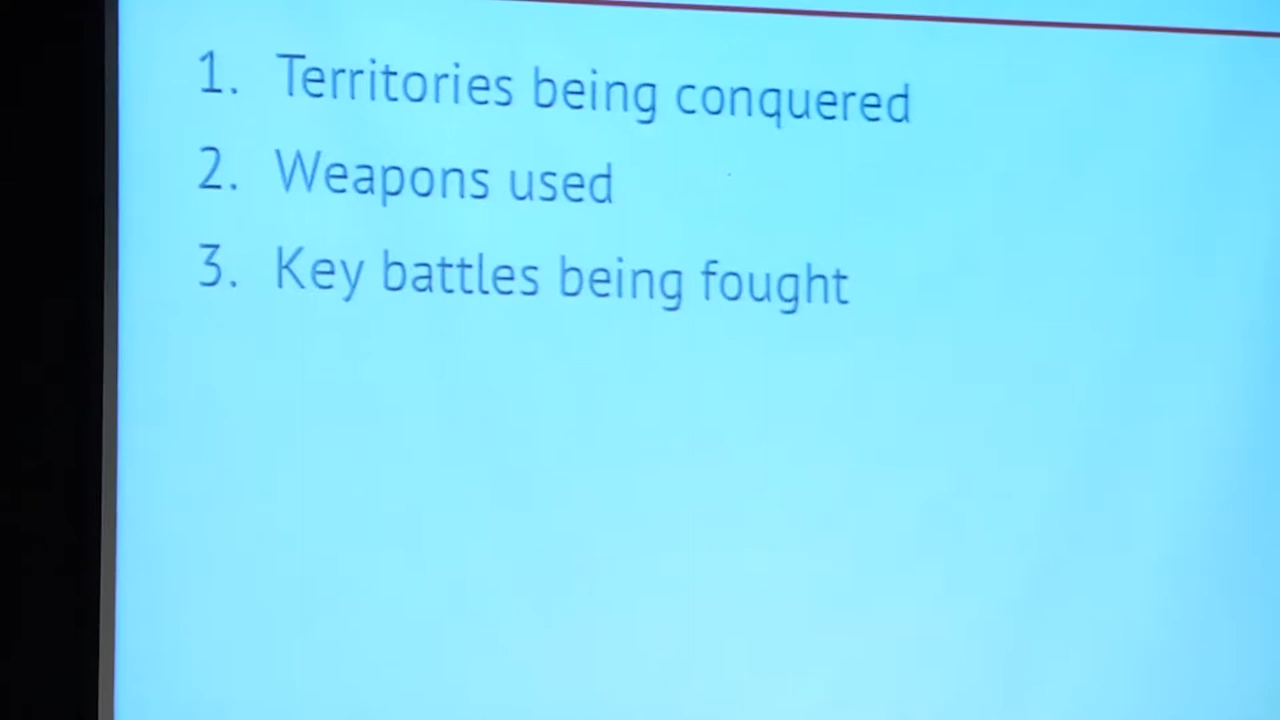 1. Territories being conquered
2. Weapons used
3. Key battles being fought